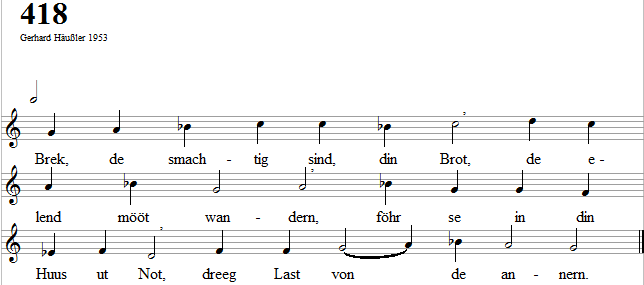 418
Gerhard Häußler 1953
Brek, de smach - tig sind, din Brot, de e -
lend mööt wan - dern, föhr se in din
Huus ut Not, dreeg Last von de an - nern.